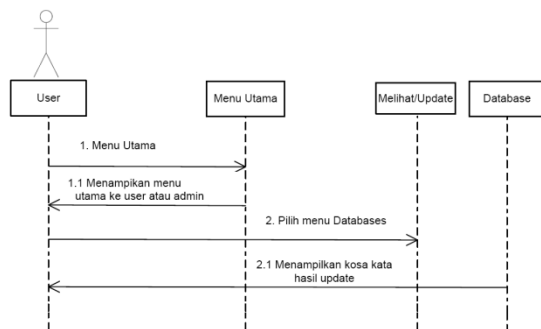 User
Menu Utama
Melihat/Update
Database
1. Menu Utama
1.1 Menampikan menu
utama ke user atau admin
2. Pilih menu Databases
2.1 Menampilkan kosa kata
hasil update